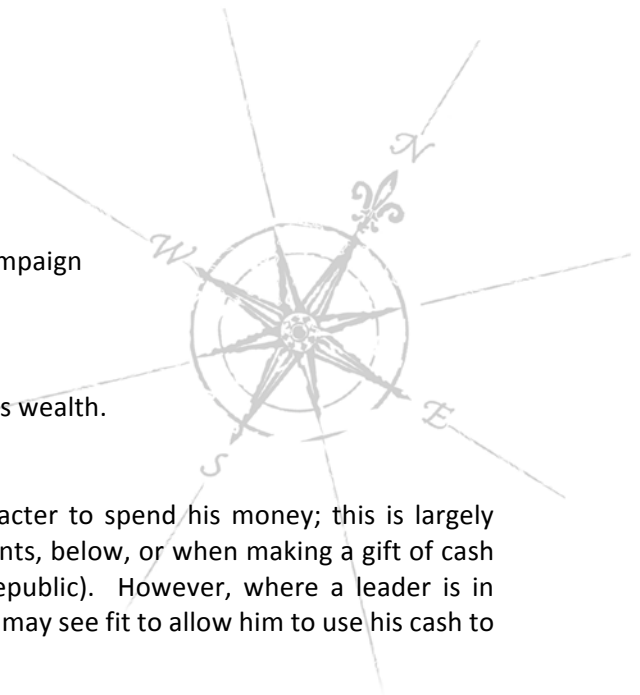 N
W
mpaign
s wealth.
E
S
acter to spend his money; this is largely
nts, below, or when making a gift of cash
epublic). However, where a leader is in
may see fit to allow him to use his cash to